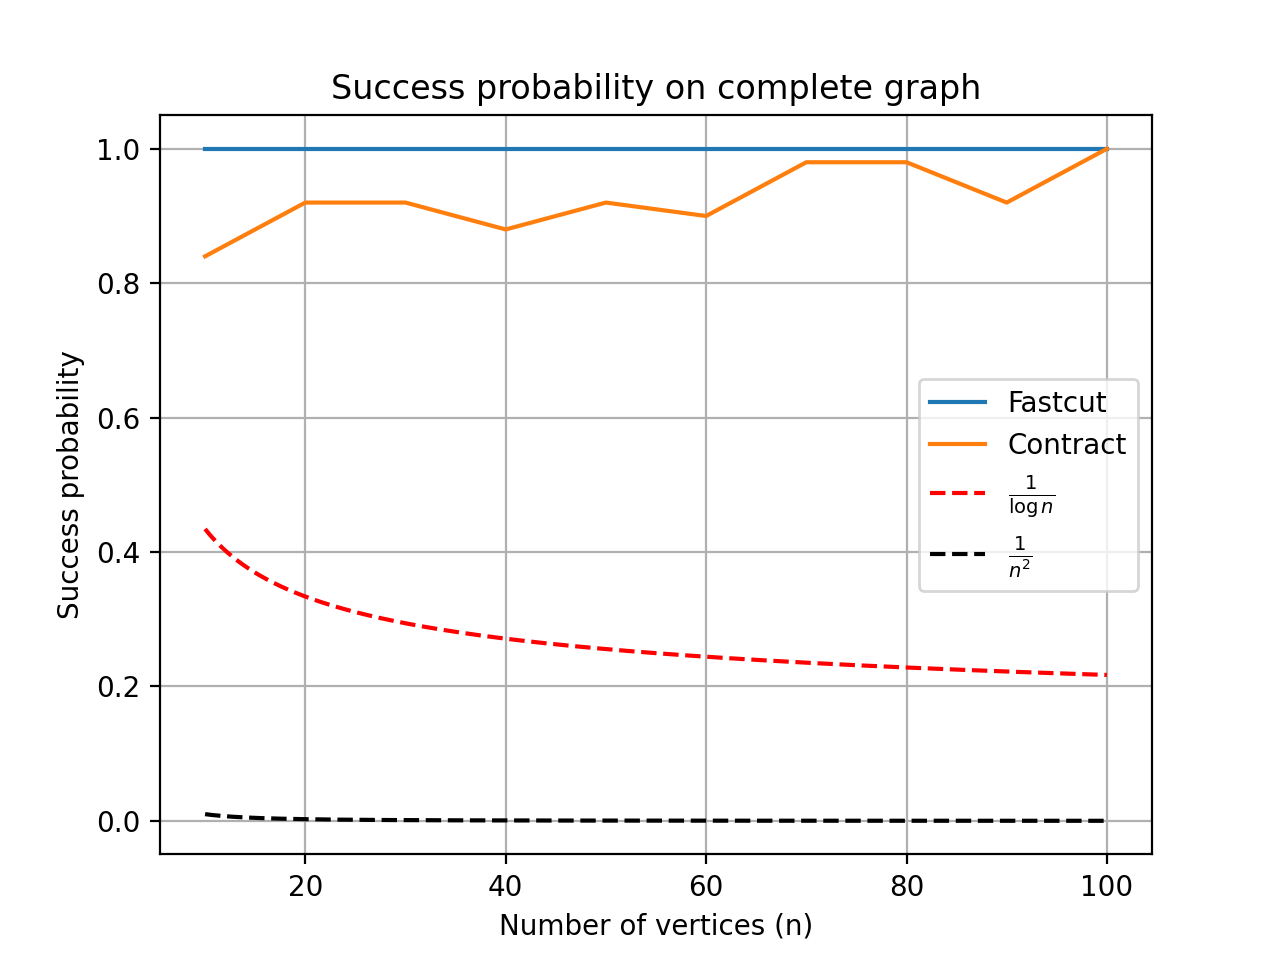 Success probability on complete graph
1.0
0.8
0.6
0.4
0.2
0.0
Success probability
Fastcut
Contract
1/log n
1/n²
20 40 60 80 100
Number of vertices (n)